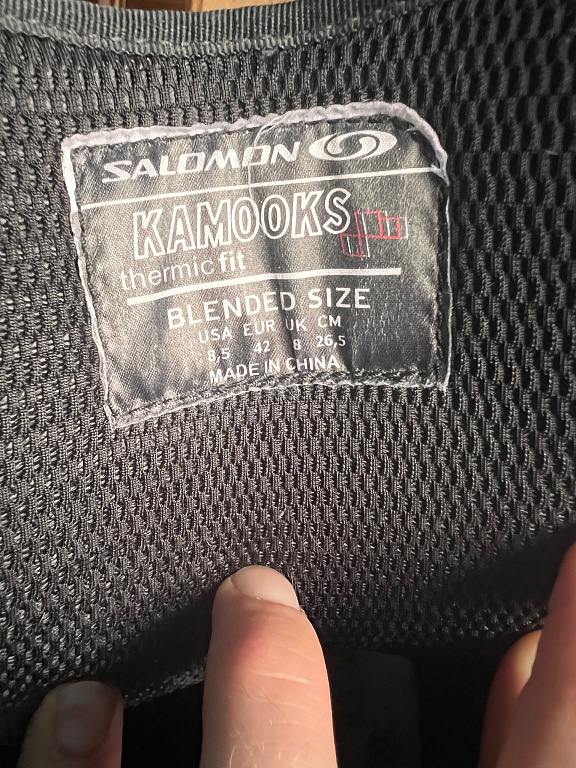 SALOMON
KAMOOKS
thermic fit
BLENDED SIZE
USA EUR UK CM
8,5 42 8 26,5
MADE IN CHINA